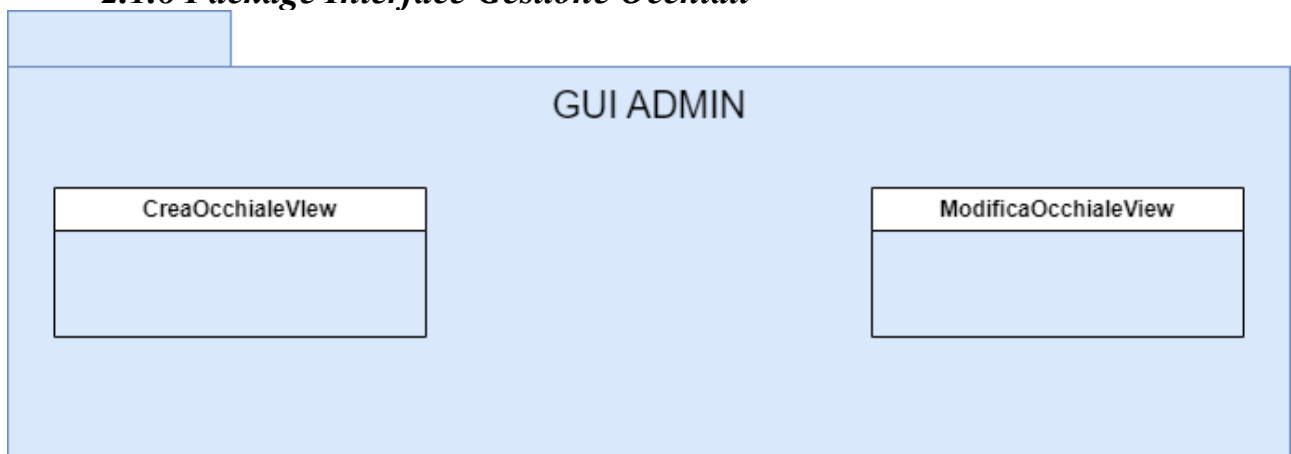 2.1.6 Package Interface Gestione Occhiali
GUI ADMIN
CreaOcchialeVIew
ModificaOcchialeView